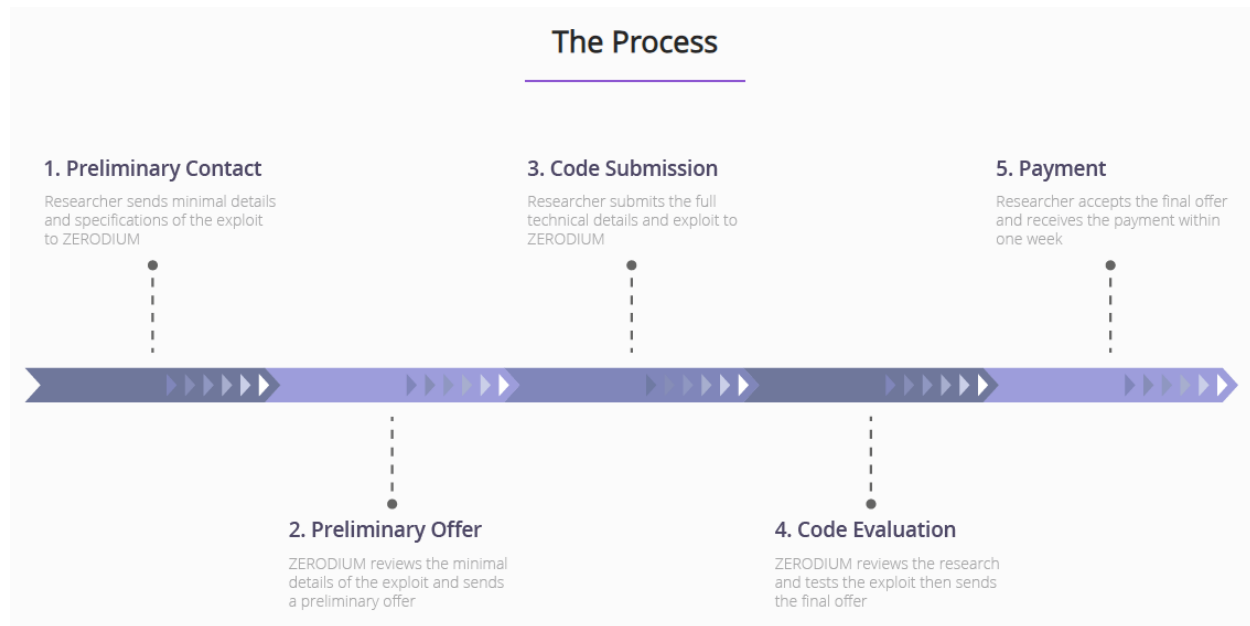 The Process
1. Preliminary Contact
Researcher sends minimal details
and specifications of the exploit
to ZERODIUM
2. Preliminary Offer
ZERODIUM reviews the minimal
details of the exploit and sends
a preliminary offer
3. Code Submission
Researcher submits the full
technical details and exploit to
ZERODIUM
4. Code Evaluation
ZERODIUM reviews the research
and tests the exploit then sends
the final offer
5. Payment
Researcher accepts the final offer
and receives the payment within
one week